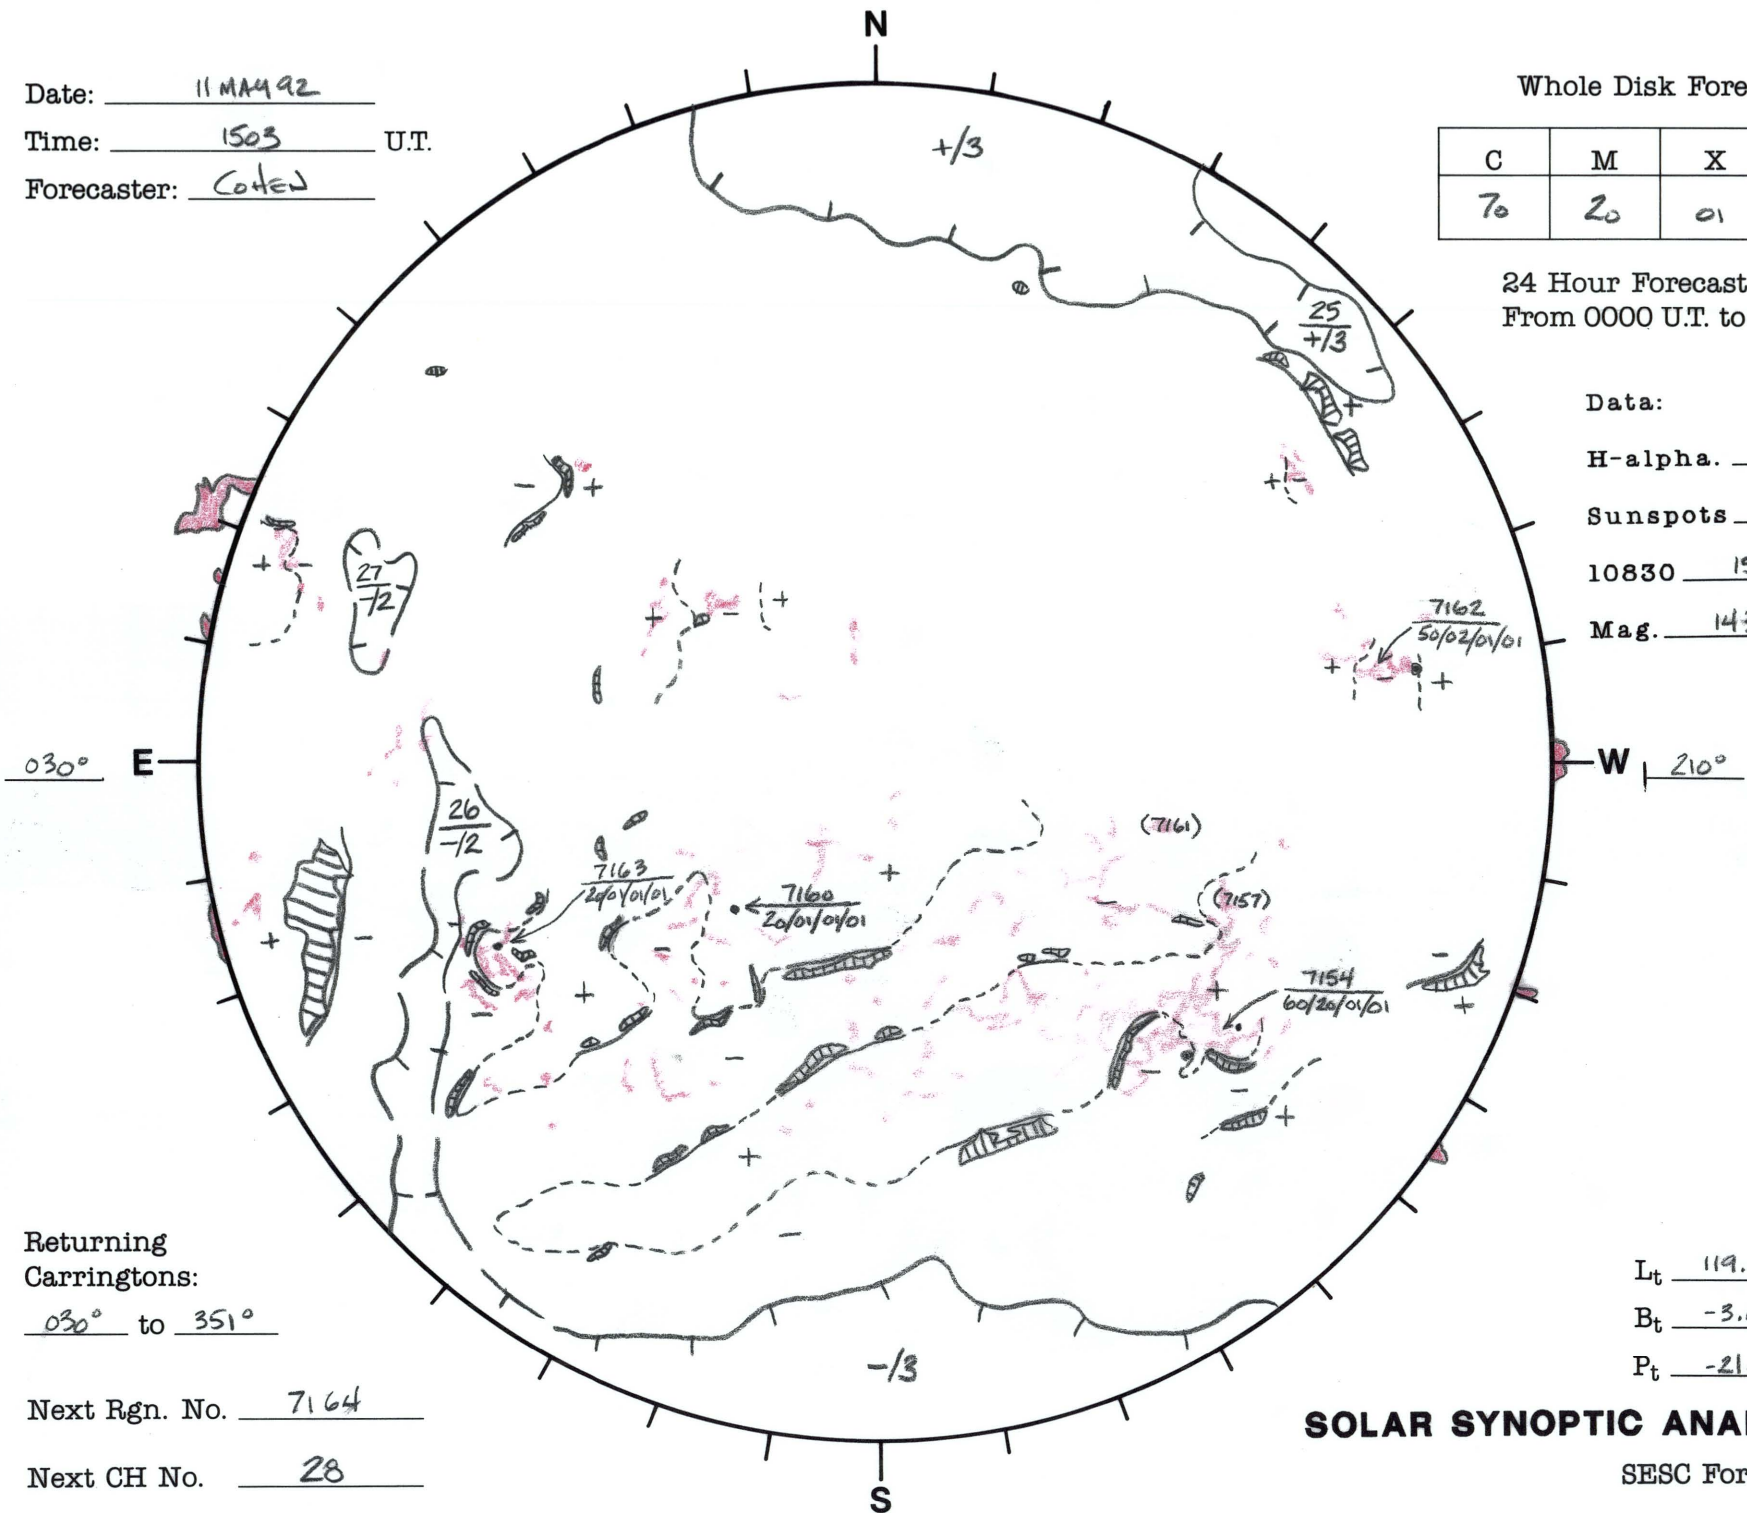 N
Date: 11 MAY 92
Time: 1503 U.T.
Forecaster: COHEN
Whole Disk Fore
C M X
70 20 01
24 Hour Forecast
From 0000 U.T. to
Data:
H-alpha.
Sunspots
10830
Mag. 14
+/3
25
+/3
+
- +
+ -
+ -
27
-/2
+ - +
7162
50/02/01/01
+ - +
030° E
W 210°
26
-/2
(7161)
7163
20/01/01/01
+
7160
20/01/01/01
-
(7157)
+ -
-
-
+
+
7154
60/20/01/01
+
-
-
-
-
+
+
-
-/3
Returning
Carringtons:
030° to 351°
Next Rgn. No. 7164
Next CH No. 28
Lt 119.
Bt -3.
Pt -21
SOLAR SYNOPTIC ANA
SESC For
S